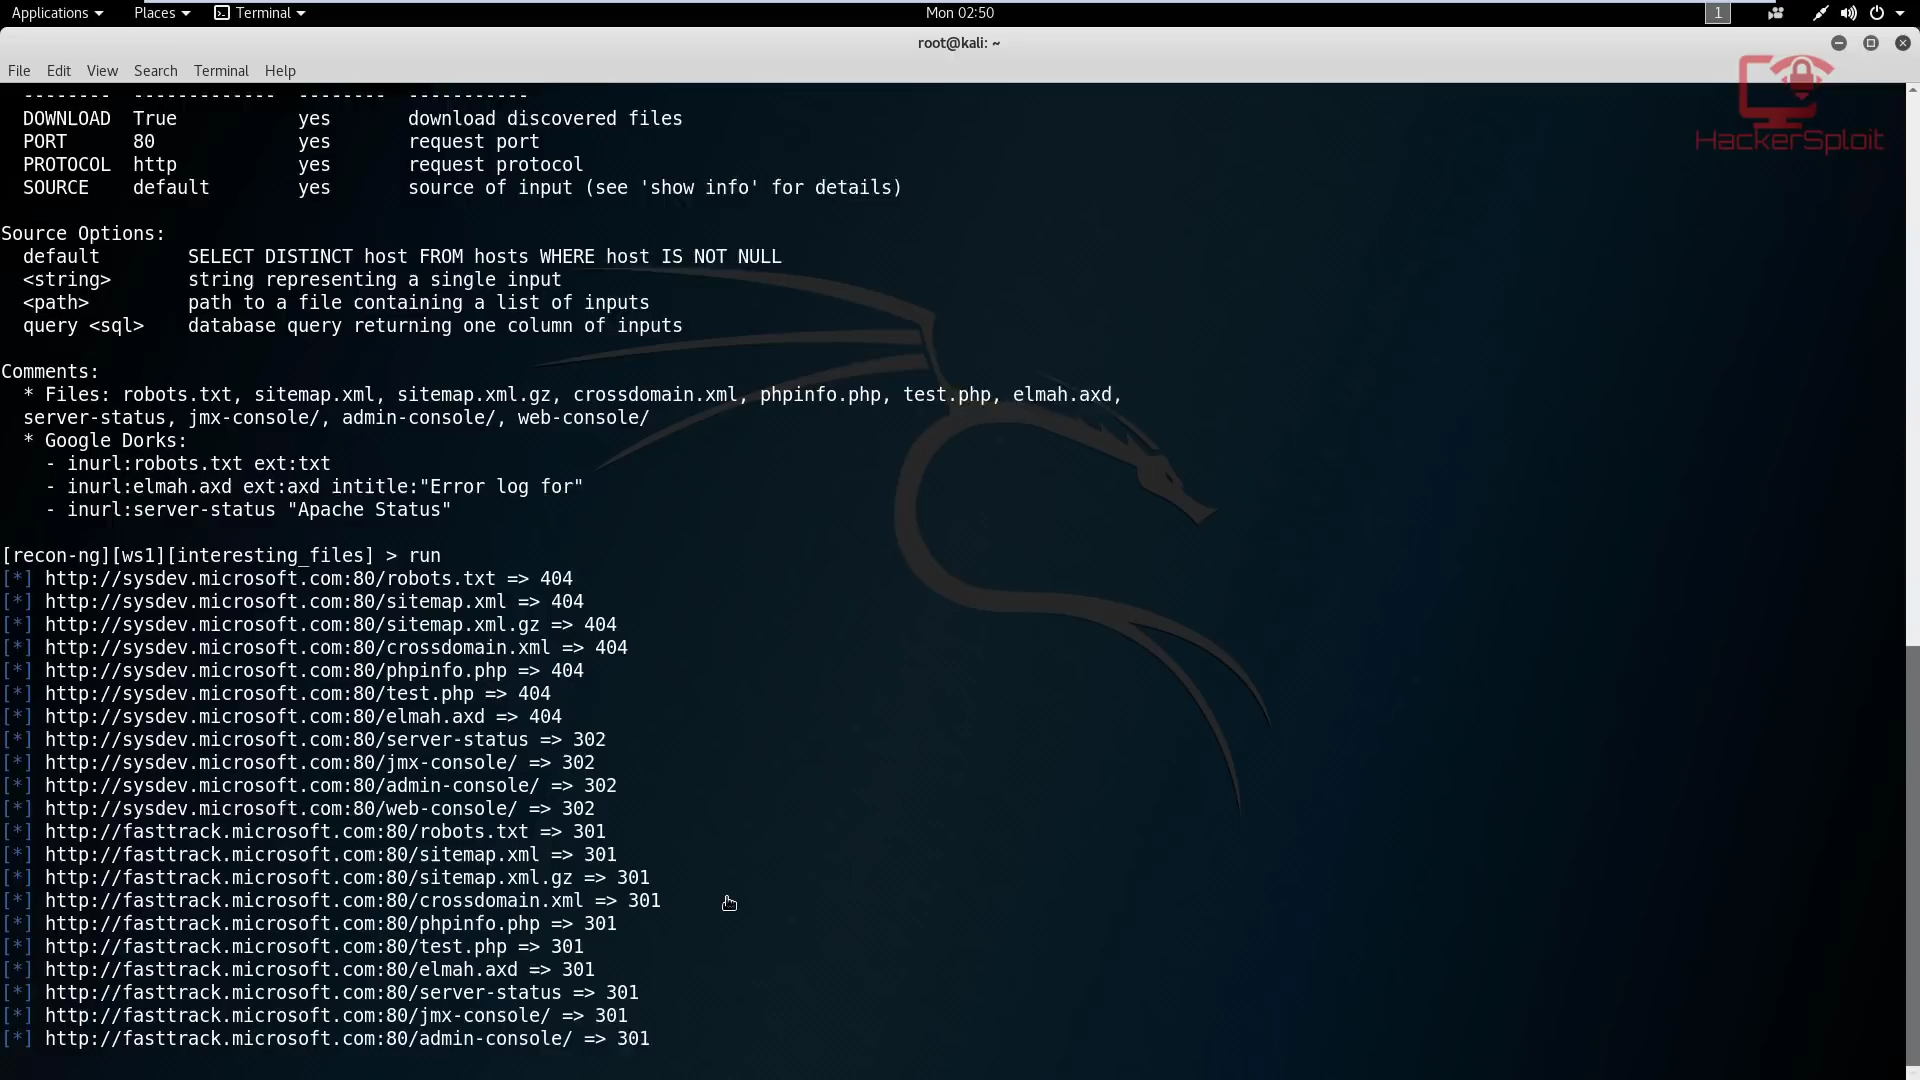 Applications Places Terminal Mon 02:50 1
root@kali: ~
File Edit View Search Terminal Help
HackerSploit
-------- ------------- -------- -----------
DOWNLOAD True yes download discovered files
PORT 80 yes request port
PROTOCOL http yes request protocol
SOURCE default yes source of input (see 'show info' for details)
Source Options:
default SELECT DISTINCT host FROM hosts WHERE host IS NOT NULL
<string> string representing a single input
<path> path to a file containing a list of inputs
query <sql> database query returning one column of inputs
Comments:
* Files: robots.txt, sitemap.xml, sitemap.xml.gz, crossdomain.xml, phpinfo.php, test.php, elmah.axd,
server-status, jmx-console/, admin-console/, web-console/
* Google Dorks:
- inurl:robots.txt ext:txt
- inurl:elmah.axd ext:axd intitle:"Error log for"
- inurl:server-status "Apache Status"
[recon-ng][ws1][interesting_files] > run
[*] http://sysdev.microsoft.com:80/robots.txt => 404
[*] http://sysdev.microsoft.com:80/sitemap.xml => 404
[*] http://sysdev.microsoft.com:80/sitemap.xml.gz => 404
[*] http://sysdev.microsoft.com:80/crossdomain.xml => 404
[*] http://sysdev.microsoft.com:80/phpinfo.php => 404
[*] http://sysdev.microsoft.com:80/test.php => 404
[*] http://sysdev.microsoft.com:80/elmah.axd => 404
[*] http://sysdev.microsoft.com:80/server-status => 302
[*] http://sysdev.microsoft.com:80/jmx-console/ => 302
[*] http://sysdev.microsoft.com:80/admin-console/ => 302
[*] http://sysdev.microsoft.com:80/web-console/ => 302
[*] http://fasttrack.microsoft.com:80/robots.txt => 301
[*] http://fasttrack.microsoft.com:80/sitemap.xml => 301
[*] http://fasttrack.microsoft.com:80/sitemap.xml.gz => 301
[*] http://fasttrack.microsoft.com:80/crossdomain.xml => 301
[*] http://fasttrack.microsoft.com:80/phpinfo.php => 301
[*] http://fasttrack.microsoft.com:80/test.php => 301
[*] http://fasttrack.microsoft.com:80/elmah.axd => 301
[*] http://fasttrack.microsoft.com:80/server-status => 301
[*] http://fasttrack.microsoft.com:80/jmx-console/ => 301
[*] http://fasttrack.microsoft.com:80/admin-console/ => 301